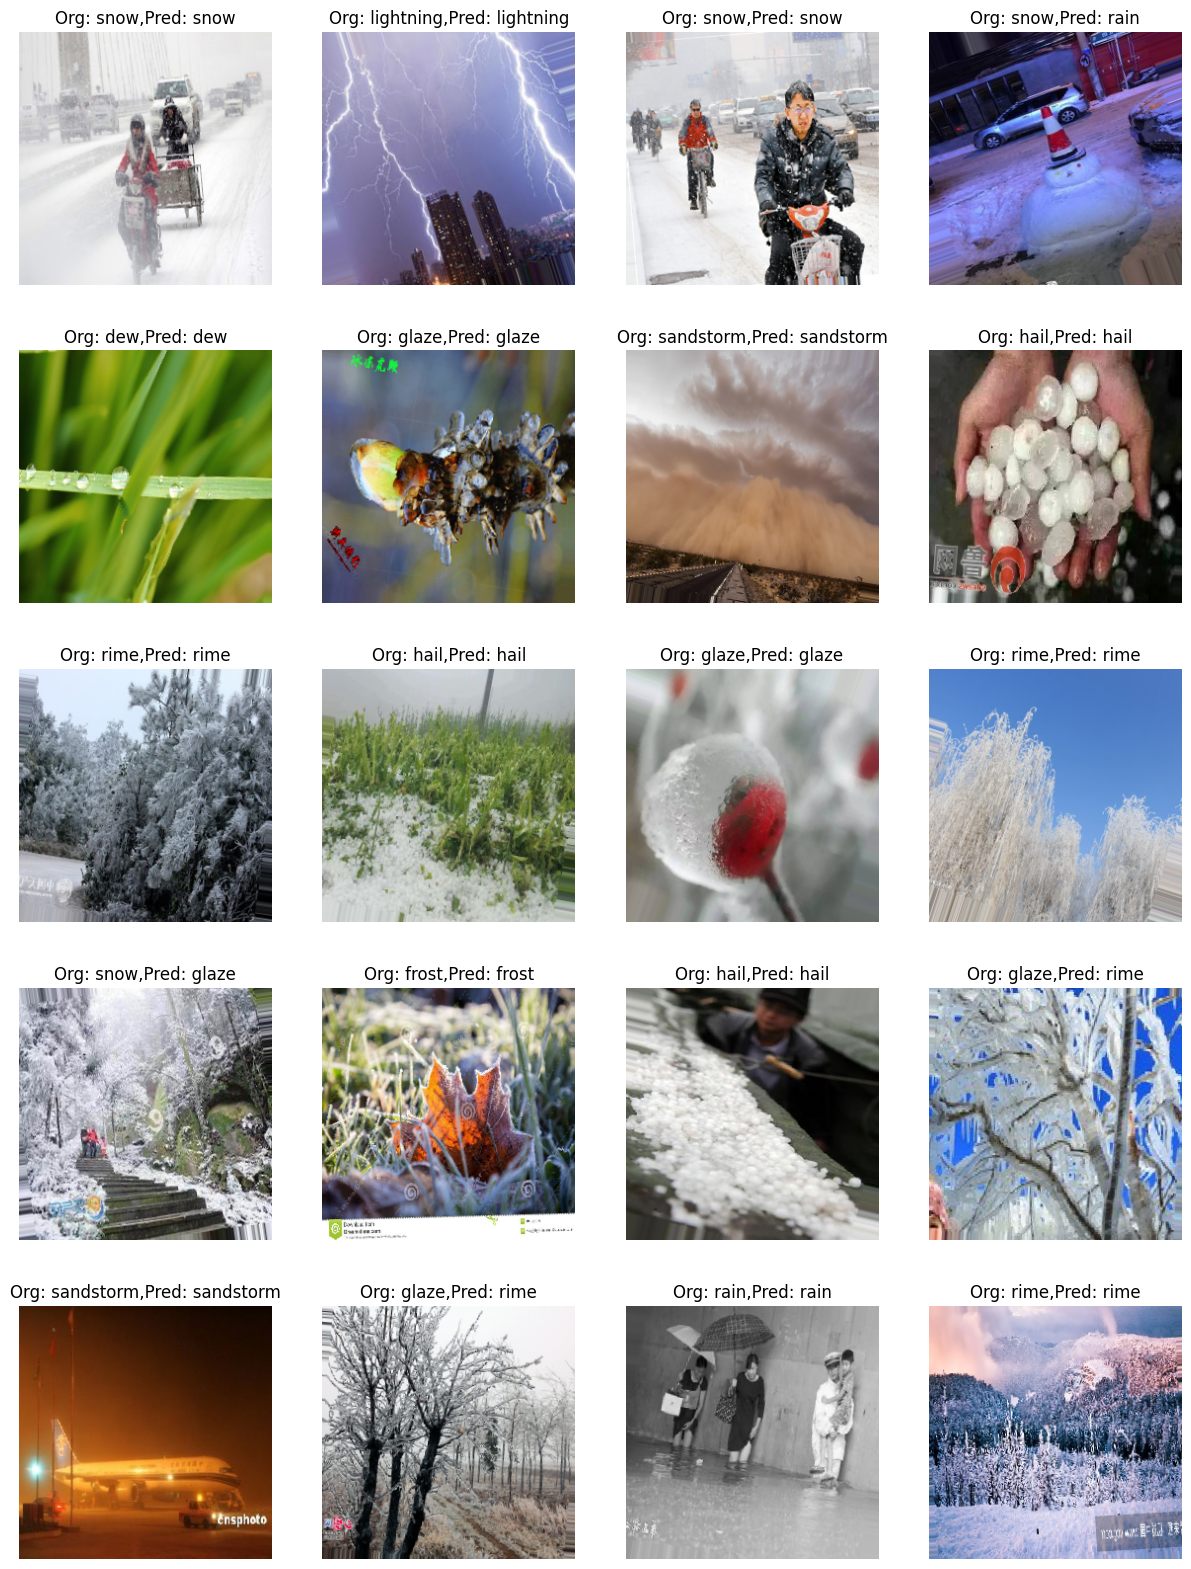 Org: snow,Pred: snow
Org: lightning,Pred: lightning
Org: snow,Pred: snow
Org: snow,Pred: rain
Org: dew,Pred: dew
Org: glaze,Pred: glaze
Org: sandstorm,Pred: sandstorm
Org: hail,Pred: hail
网鲁
Org: rime,Pred: rime
Org: hail,Pred: hail
Org: glaze,Pred: glaze
Org: rime,Pred: rime
Org: snow,Pred: glaze
Org: frost,Pred: frost
Org: hail,Pred: hail
Org: glaze,Pred: rime
Org: sandstorm,Pred: sandstorm
Org: glaze,Pred: rime
Org: rain,Pred: rain
Org: rime,Pred: rime
cnsphoto